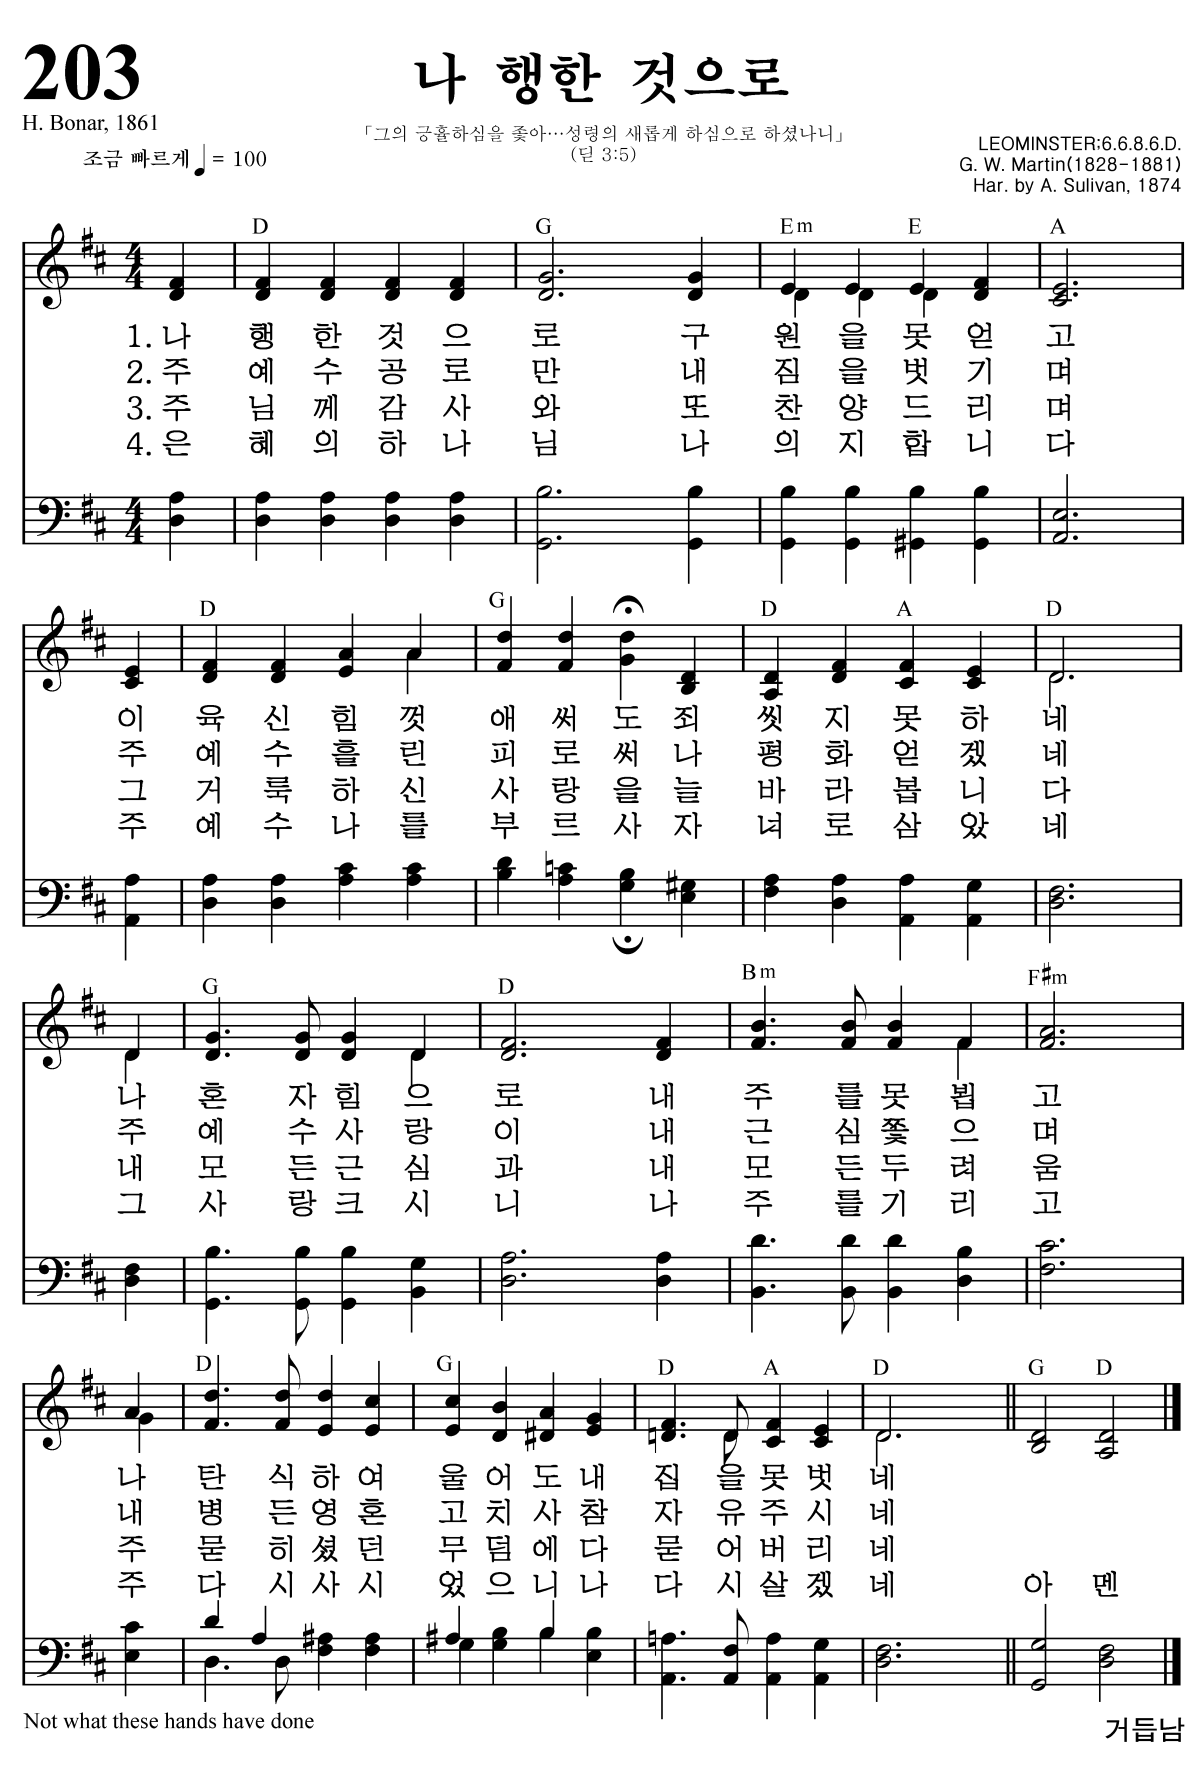 203
나 행한 것으로
H. Bonar, 1861
「그의 긍휼하심을 좇아…성령의 새롭게 하심으로 하셨나니」
(딛 3:5)
조금 빠르게 ♩ = 100
LEOMINSTER:6.6.8.6.D.
G. W. Martin(1828-1881)
Har. by A. Sulivan, 1874
D G Em E A
1. 나 행 한 것 으 로 구 원 을 못 얻 고
2. 주 예 수 공 로 만 내 짐 을 벗 기 며
3. 주 님 께 감 사 와 또 찬 양 드 리 며
4. 은 혜 의 하 나 님 나 의 지 합 니 다
D G D A D
이 육 신 힘 껏 애 써 도 죄 씻 지 못 하 네
주 예 수 흘 린 피 로 써 나 평 화 얻 겠 네
그 거 룩 하 신 사 랑 을 늘 바 라 봅 니 다
주 예 수 나 를 부 르 사 자 녀 로 삼 았 네
G D Bm F#m
나 혼 자 힘 으 로 내 주 를 못 뵙 고
주 예 수 사 랑 이 내 근 심 쫓 으 며
내 모 든 근 심 과 내 모 든 두 려 움
그 사 랑 크 시 니 나 주 를 기 리 고
D G D A D G D
나 탄 식 하 여 울 어 도 내 집 을 못 벗 네
내 병 든 영 혼 고 치 사 참 자 유 주 시 네
주 묻 히 셨 던 무 덤 에 다 묻 어 버 리 네
주 다 시 사 시 었 으 니 나 다 시 살 겠 네 아 멘
Not what these hands have done
거듭남